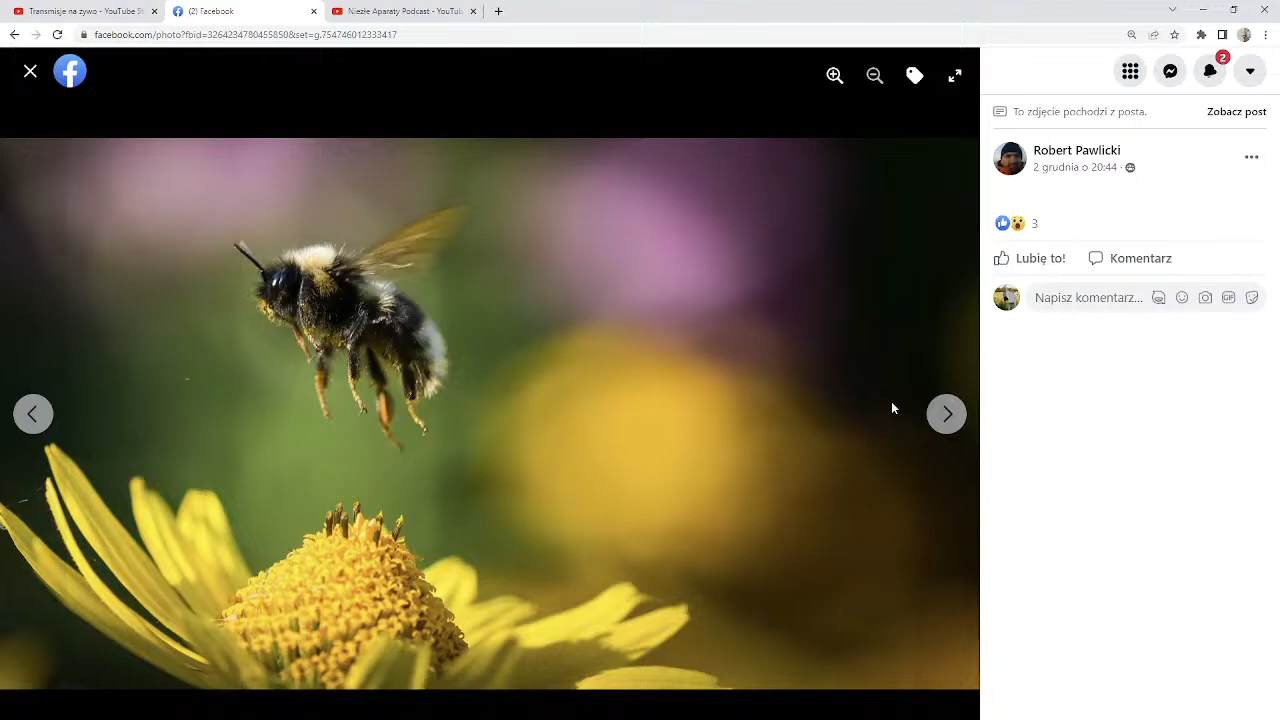 Transmisje na żywo - YouTube St
(2) Facebook
Niezłe Aparaty Podcast - YouTub
facebook.com/photo?fbid=3264234780455850&set=g.754746012333417
2
To zdjęcie pochodzi z posta.
Zobacz post
Robert Pawlicki
2 grudnia o 20:44 ·
3
Lubię to!
Komentarz
Napisz komentarz...
GIF